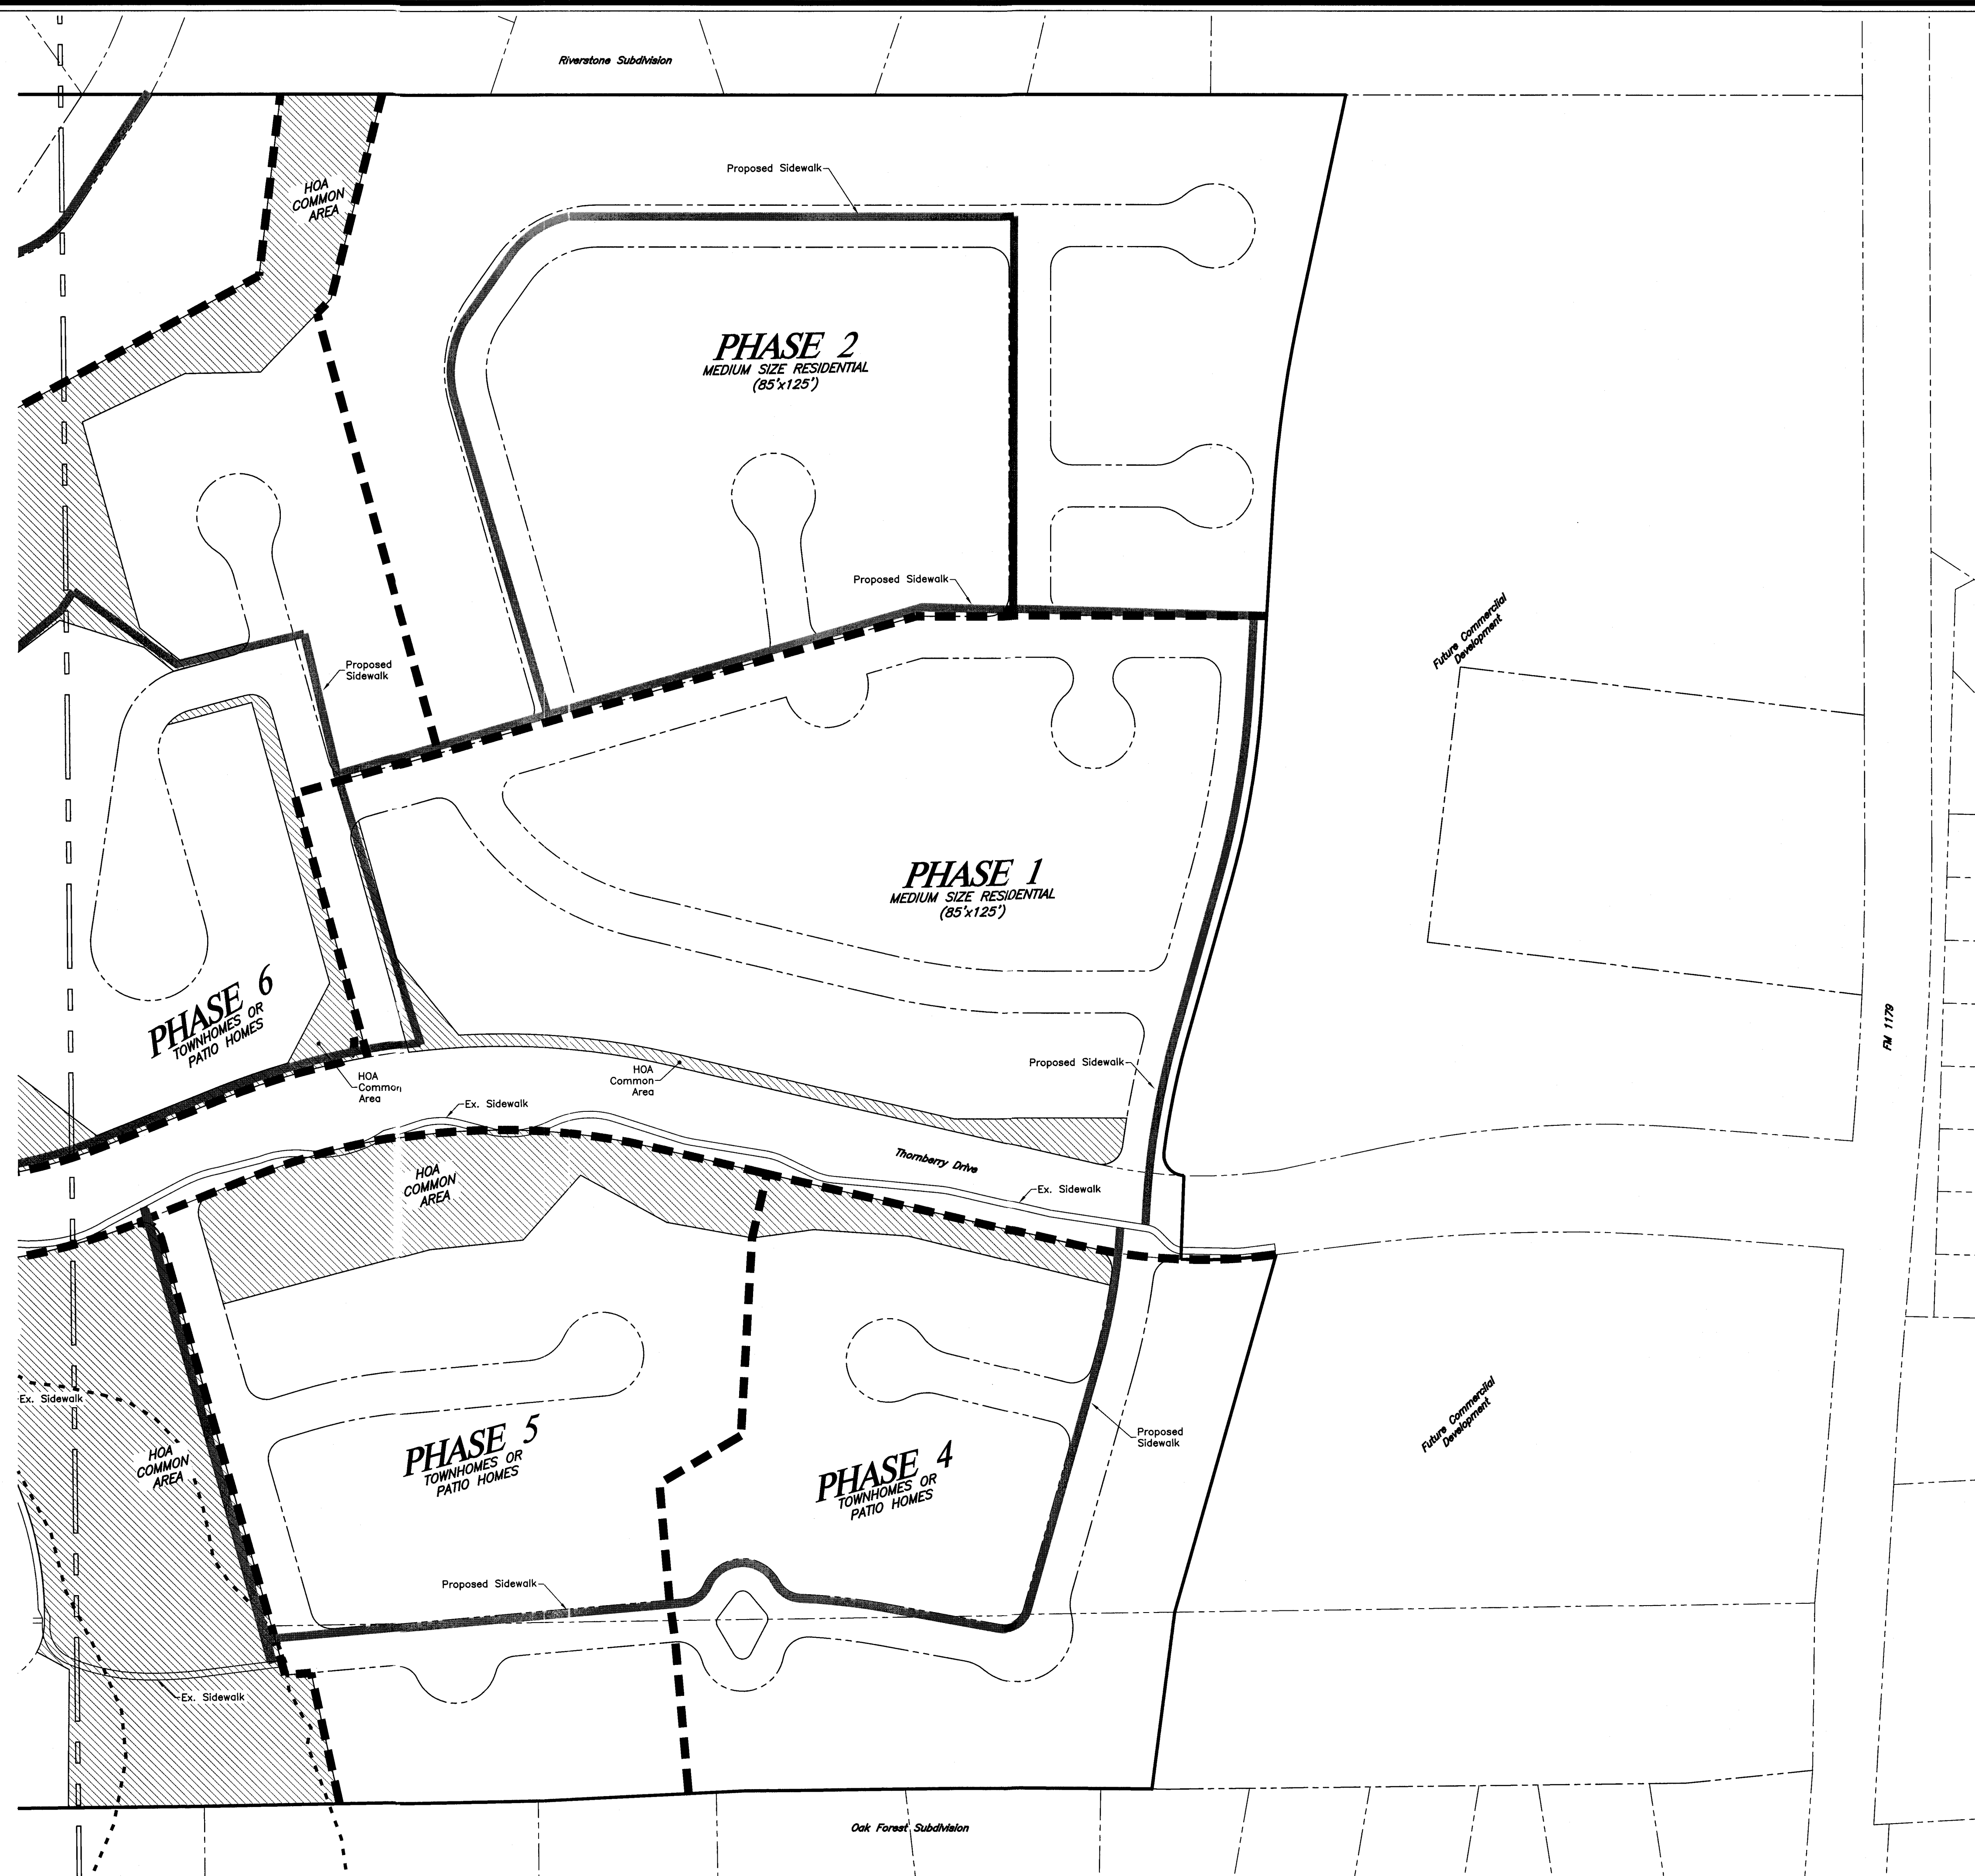 Riverstone Subdivision
Proposed Sidewalk
HOA
COMMON
AREA
PHASE 2
MEDIUM SIZE RESIDENTIAL
(85'x125')
Proposed Sidewalk
Future Commercial
Development
Proposed
Sidewalk
PHASE 1
MEDIUM SIZE RESIDENTIAL
(85'x125')
PHASE 6
TOWNHOMES OR
PATIO HOMES
FM 1179
HOA
Common
Area
HOA
Common
Area
Proposed Sidewalk
Ex. Sidewalk
Thornberry Drive
HOA
COMMON
AREA
Ex. Sidewalk
Ex. Sidewalk
HOA
COMMON
AREA
PHASE 5
TOWNHOMES OR
PATIO HOMES
PHASE 4
TOWNHOMES OR
PATIO HOMES
Proposed
Sidewalk
Future Commercial
Development
Proposed Sidewalk
Ex. Sidewalk
Oak Forest Subdivision